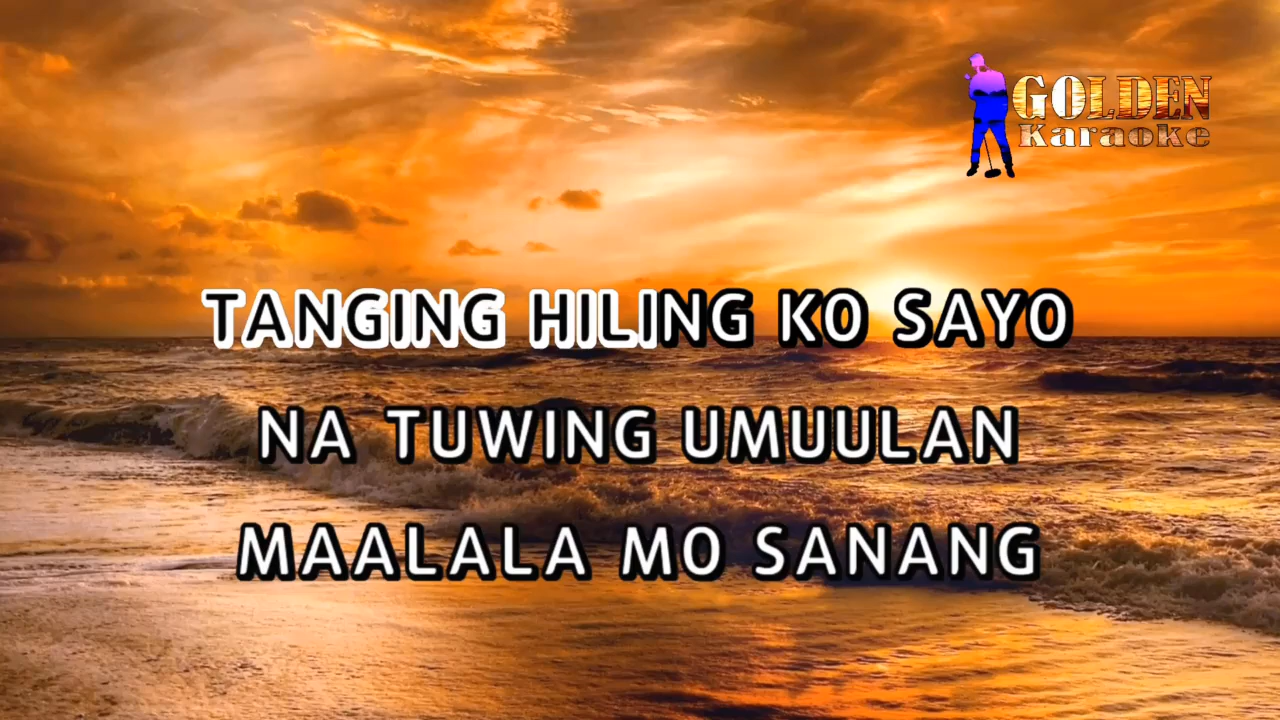 GOLDEN
Karaoke
TANGING HILING KO SAYO
NA TUWING UMUULAN
MAALALA MO SANANG